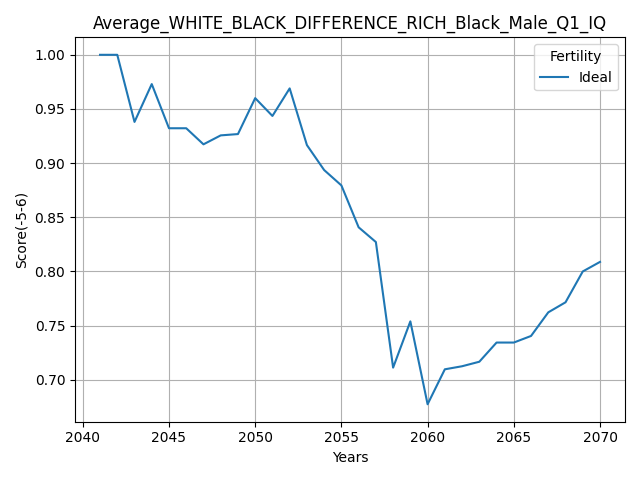 Average_WHITE_BLACK_DIFFERENCE_RICH_Black_Male_Q1_IQ
Fertility
Ideal
Score(-5-6)
1.00
0.95
0.90
0.85
0.80
0.75
0.70
2040 2045 2050 2055 2060 2065 2070
Years